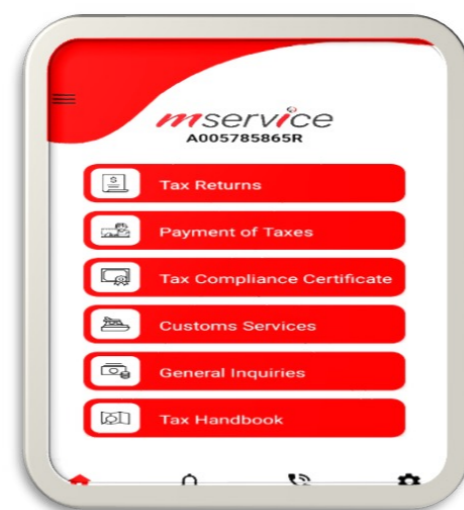 mservice
A005785865R
Tax Returns
Payment of Taxes
Tax Compliance Certificate
Customs Services
General Inquiries
Tax Handbook